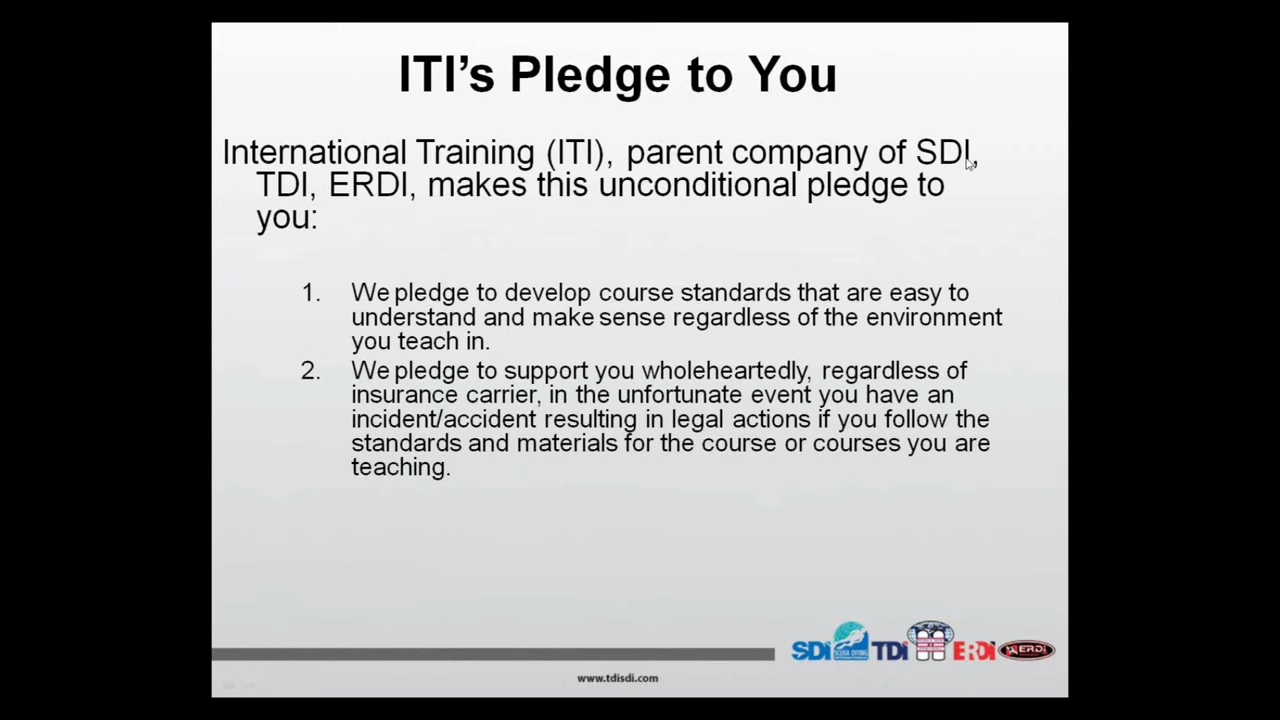 ITI’s Pledge to You
International Training (ITI), parent company of SDI,
TDI, ERDI, makes this unconditional pledge to
you:
1. We pledge to develop course standards that are easy to
understand and make sense regardless of the environment
you teach in.
2. We pledge to support you wholeheartedly, regardless of
insurance carrier, in the unfortunate event you have an
incident/accident resulting in legal actions if you follow the
standards and materials for the course or courses you are
teaching.
SDi TDi ERDi ERDi
www.tdisdi.com